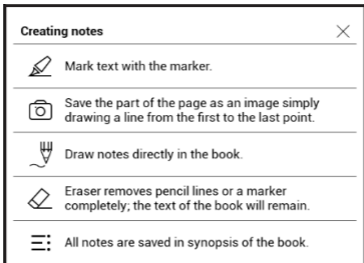 Creating notes
Mark text with the marker.
Save the part of the page as an image simply
drawing a line from the first to the last point.
Draw notes directly in the book.
Eraser removes pencil lines or a marker
completely; the text of the book will remain.
All notes are saved in synopsis of the book.